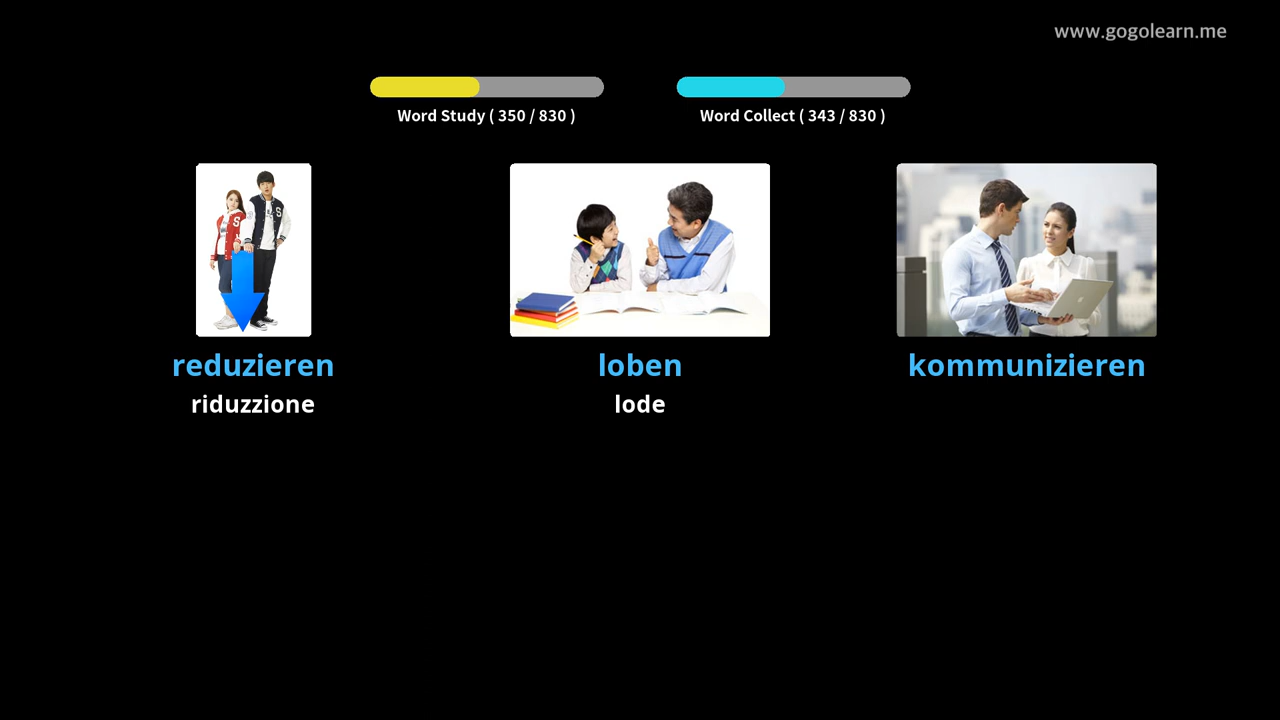 www.gogolearn.me
Word Study ( 350 / 830 )
Word Collect ( 343 / 830 )
S
S
reduzieren
loben
kommunizieren
riduzzione
lode